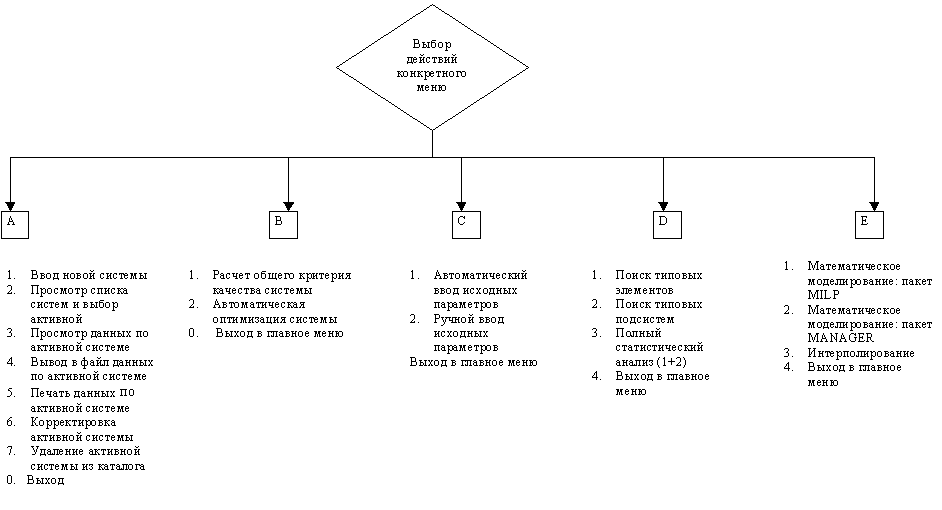 Выбор
действий
конкретного
меню
A
B
C
D
E
1. Ввод новой системы
2. Просмотр списка
систем и выбор
активной
3. Просмотр данных по
активной системе
4. Вывод в файл данных
по активной системе
5. Печать данных по
активной системе
6. Корректировка
активной системы
7. Удаление активной
системы из каталога
0. Выход
1. Расчет общего критерия
качества системы
2. Автоматическая
оптимизация системы
0. Выход в главное меню
1. Автоматический
ввод исходных
параметров
2. Ручной ввод
исходных
параметров
Выход в главное меню
1. Поиск типовых
элементов
2. Поиск типовых
подсистем
3. Полный
статистический
анализ (1+2)
4. Выход в главное
меню
1. Математическое
моделирование: пакет
MILP
2. Математическое
моделирование: пакет
MANAGER
3. Интерполирование
4. Выход в главное
меню